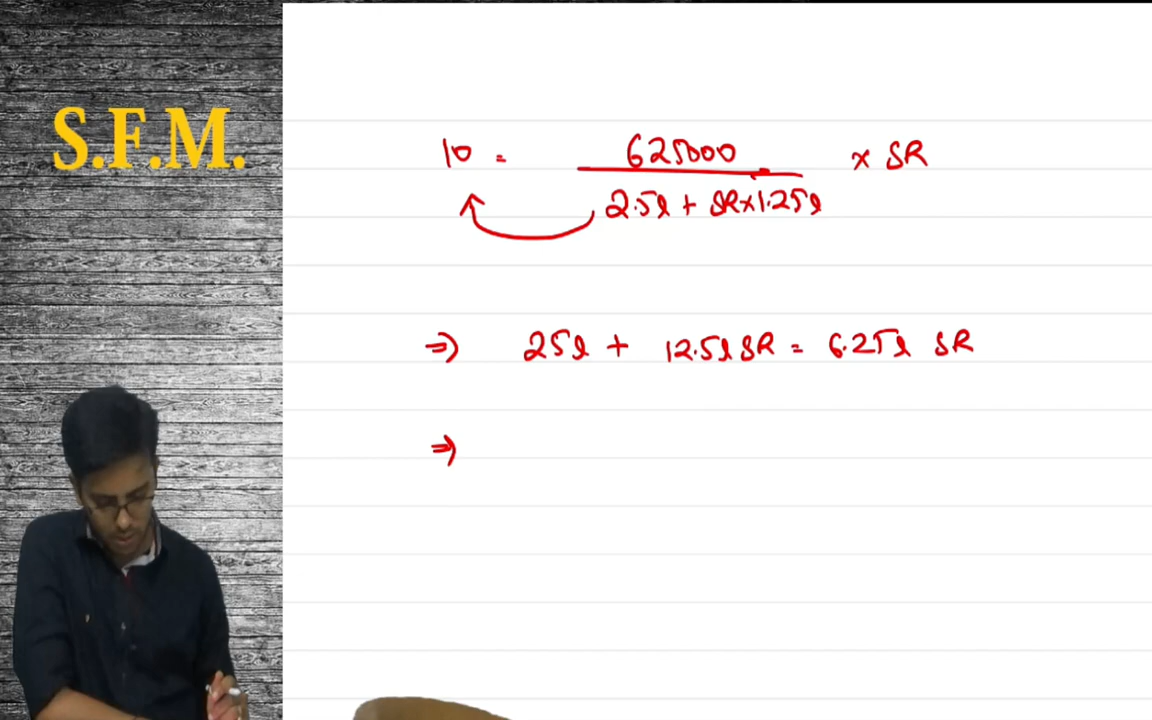 S.F.M.
10 = 625000 × SR
2.5l + SR×1.25l
⇒ 25l + 12.5l SR = 6.25l SR
⇒